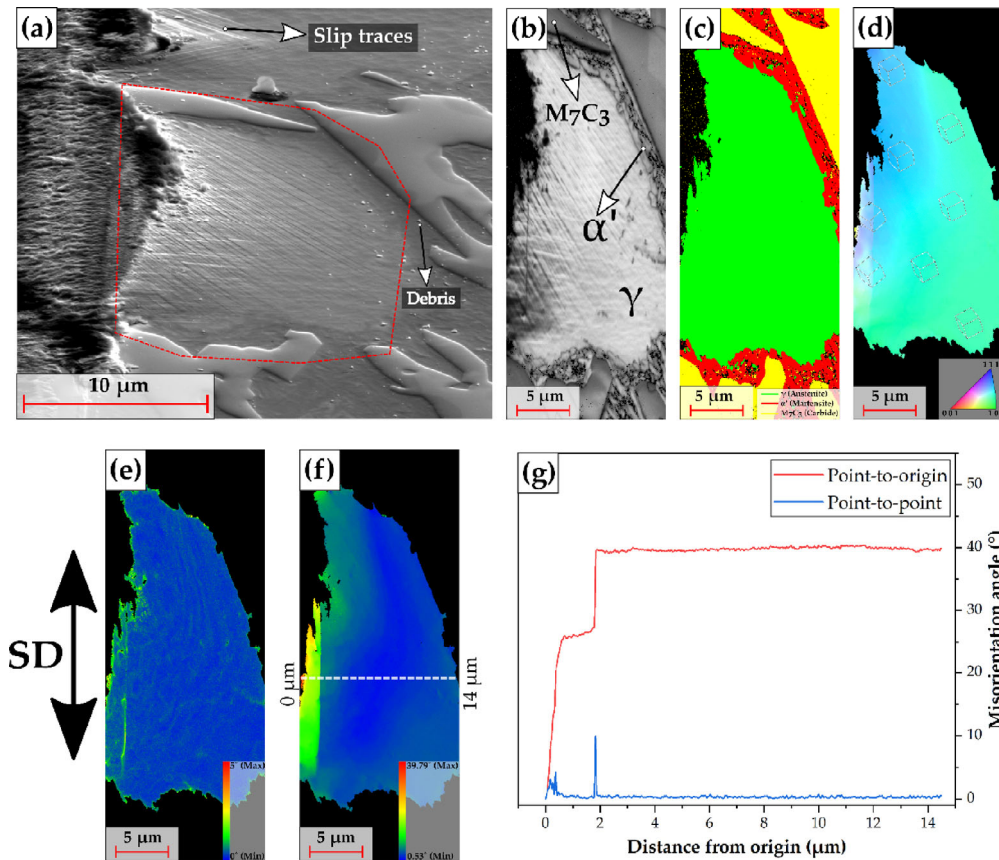 (a)
Slip traces
Debris
10 µm
(b)
M7C3
α'
γ
5 µm
(c)
γ (Austenite)
α' (Martensite)
M7C3 (Carbide)
5 µm
(d)
111
001
5 µm
SD
(e)
5° (Max)
0° (Min)
5 µm
(f)
0 µm
14 µm
39.79° (Max)
0.53° (Min)
5 µm
(g)
Point-to-origin
Point-to-point
50
40
30
20
10
0
Misorientation angle (°)
0 2 4 6 8 10 12 14
Distance from origin (µm)